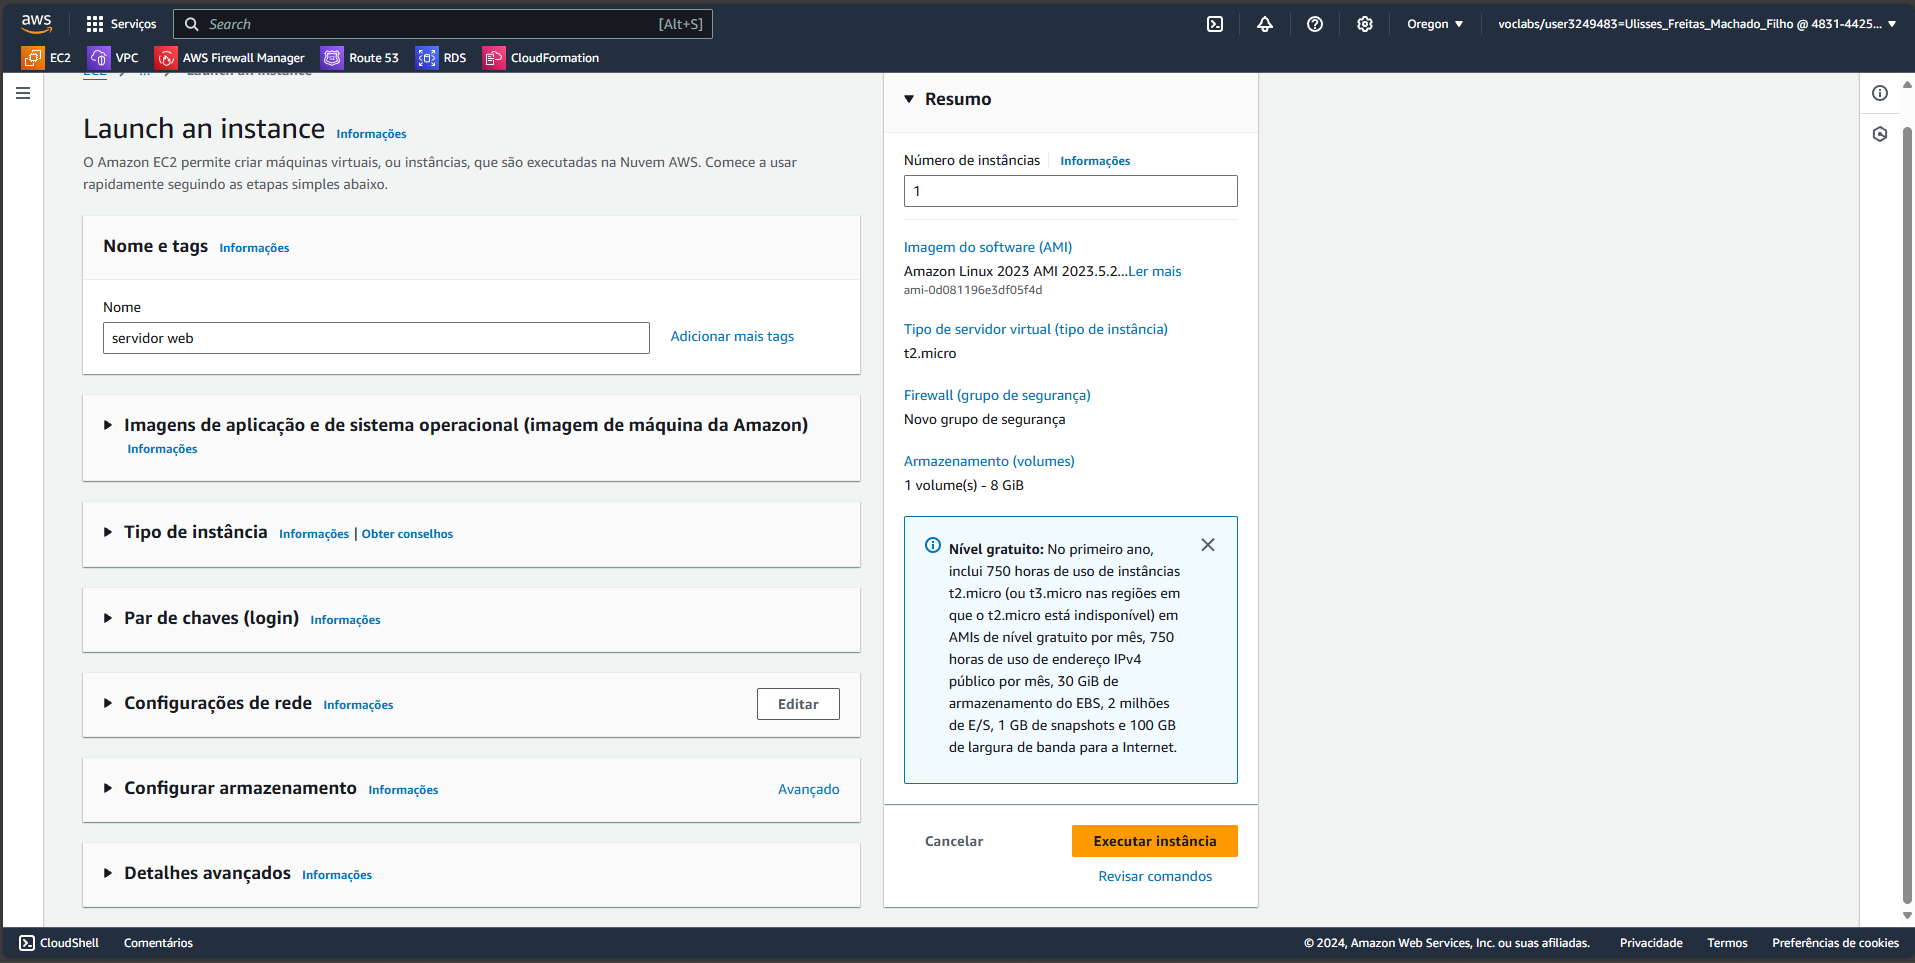 aws
Serviços
Search
[Alt+S]
Oregon
voclabs/user3249483=Ulisses_Freitas_Machado_Filho @ 4831-4425...
EC2
VPC
AWS Firewall Manager
Route 53
RDS
CloudFormation
EC2
...
Launch an instance
Launch an instance Informações
O Amazon EC2 permite criar máquinas virtuais, ou instâncias, que são executadas na Nuvem AWS. Comece a usar
rapidamente seguindo as etapas simples abaixo.
Nome e tags Informações
Nome
servidor web
Adicionar mais tags
Imagens de aplicação e de sistema operacional (imagem de máquina da Amazon)
Informações
Tipo de instância Informações | Obter conselhos
Par de chaves (login) Informações
Configurações de rede Informações
Editar
Configurar armazenamento Informações
Avançado
Detalhes avançados Informações
Resumo
Número de instâncias Informações
1
Imagem do software (AMI)
Amazon Linux 2023 AMI 2023.5.2...Ler mais
ami-0d081196e3df05f4d
Tipo de servidor virtual (tipo de instância)
t2.micro
Firewall (grupo de segurança)
Novo grupo de segurança
Armazenamento (volumes)
1 volume(s) - 8 GiB
Nível gratuito: No primeiro ano,
inclui 750 horas de uso de instâncias
t2.micro (ou t3.micro nas regiões em
que o t2.micro está indisponível) em
AMIs de nível gratuito por mês, 750
horas de uso de endereço IPv4
público por mês, 30 GiB de
armazenamento do EBS, 2 milhões
de E/S, 1 GB de snapshots e 100 GB
de largura de banda para a Internet.
Cancelar
Executar instância
Revisar comandos
CloudShell
Comentários
© 2024, Amazon Web Services, Inc. ou suas afiliadas.
Privacidade
Termos
Preferências de cookies